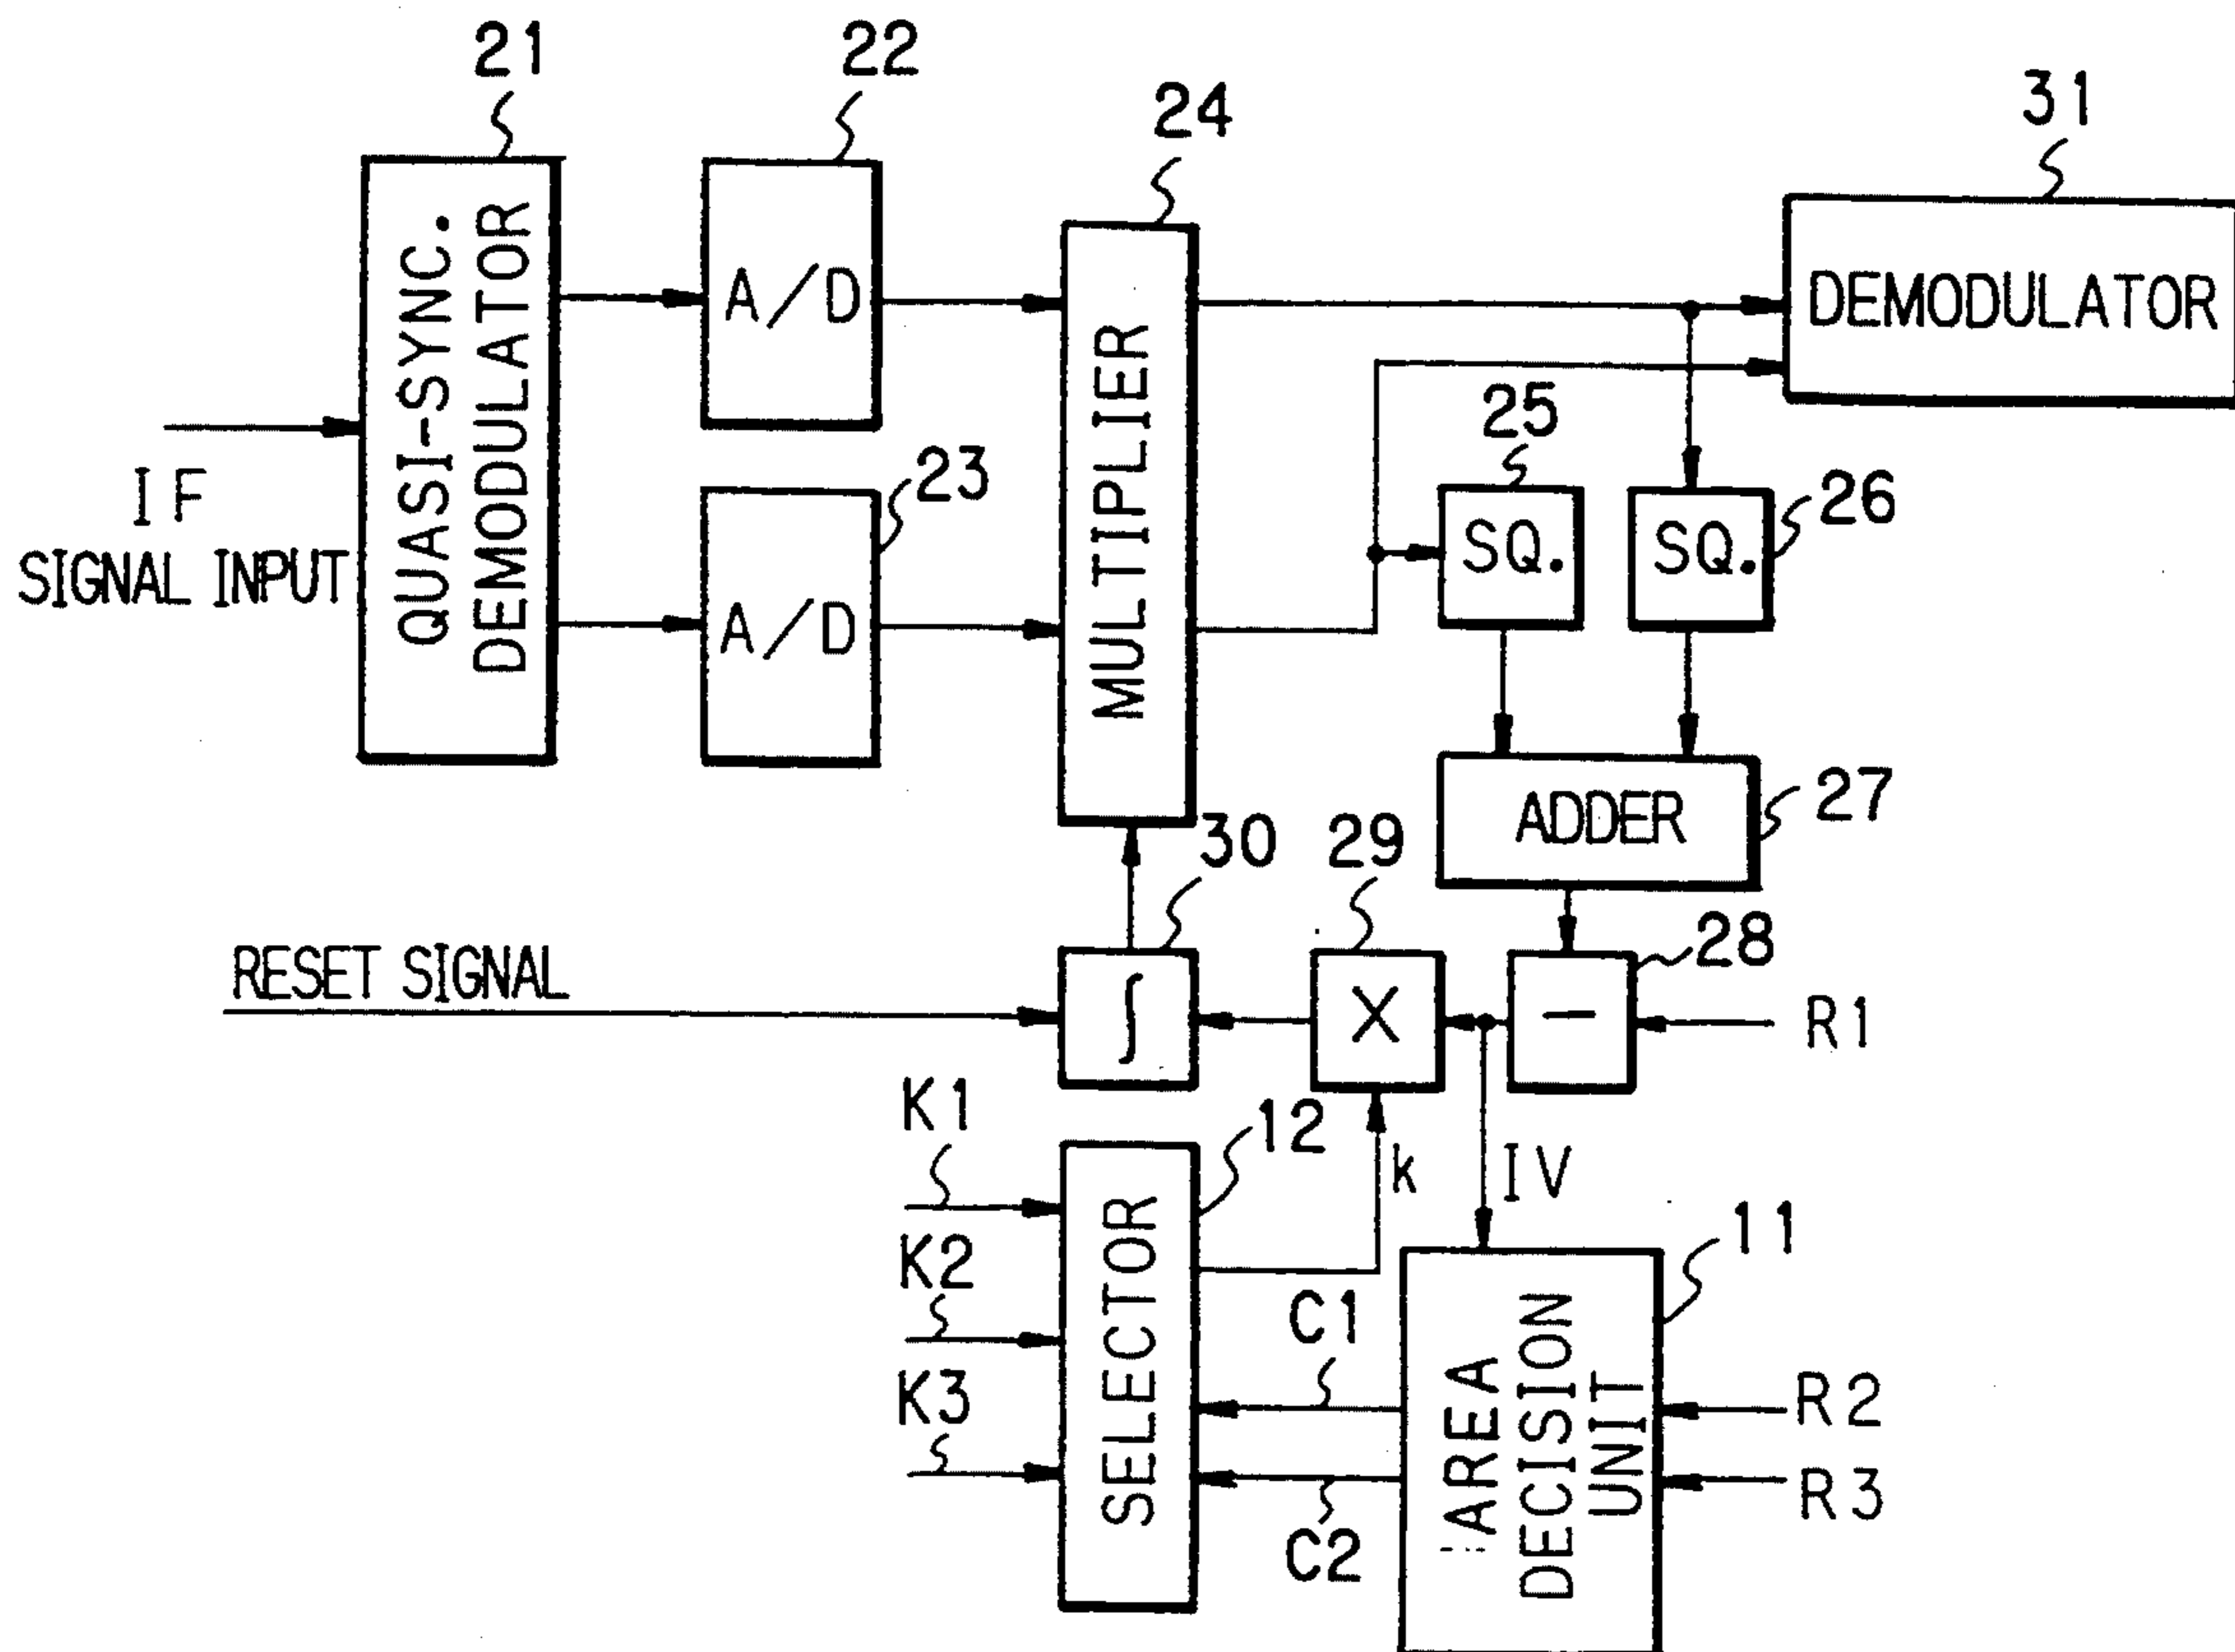 21
22
24
31
QUASI-SYNC.
DEMODULATOR
A/D
MULTIPLIER
DEMODULATOR
25
26
SQ.
SQ.
IF
SIGNAL INPUT
23
A/D
ADDER
27
30
29
28
RESET SIGNAL
∫
X
−
R1
K1
12
k
IV
K2
SELECTOR
C1
11
K3
AREA
DECISION
UNIT
R2
R3
C2